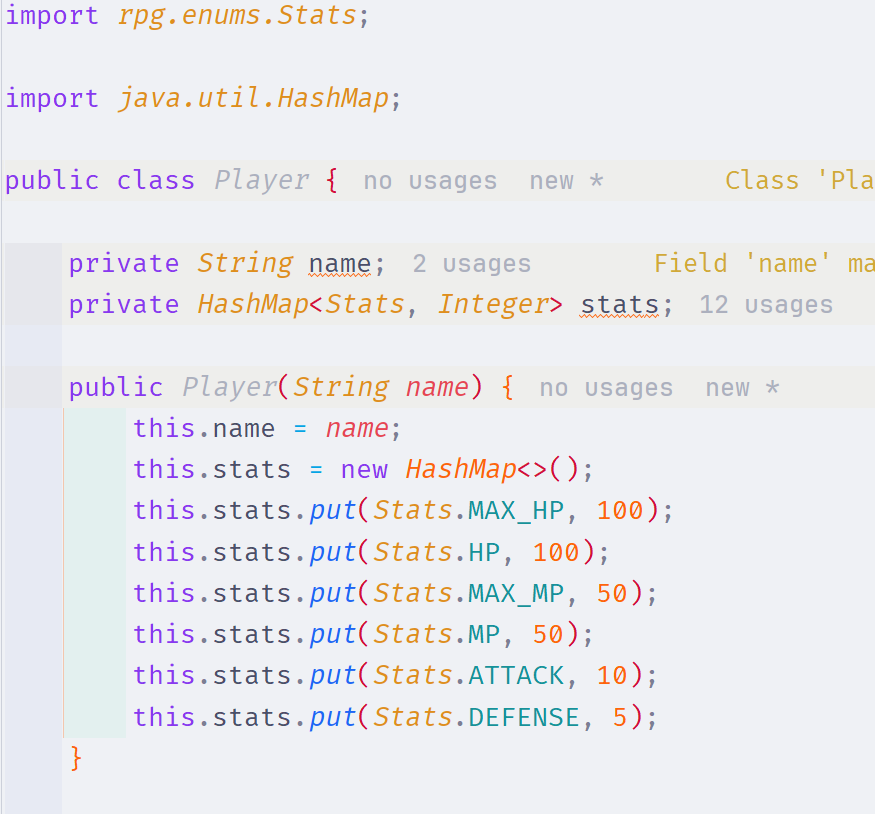 import rpg.enums.Stats;
import java.util.HashMap;
public class Player { no usages new * Class 'Pla
private String name; 2 usages Field 'name' ma
private HashMap<Stats, Integer> stats; 12 usages
public Player(String name) { no usages new *
this.name = name;
this.stats = new HashMap<>();
this.stats.put(Stats.MAX_HP, 100);
this.stats.put(Stats.HP, 100);
this.stats.put(Stats.MAX_MP, 50);
this.stats.put(Stats.MP, 50);
this.stats.put(Stats.ATTACK, 10);
this.stats.put(Stats.DEFENSE, 5);
}